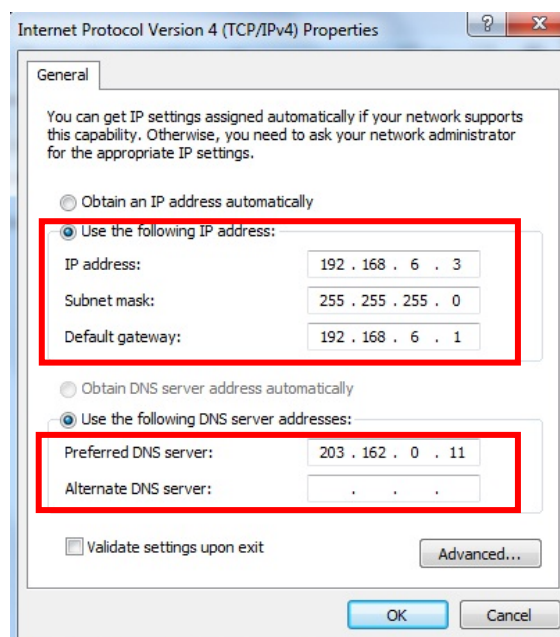 Internet Protocol Version 4 (TCP/IPv4) Properties
General
You can get IP settings assigned automatically if your network supports
this capability. Otherwise, you need to ask your network administrator
for the appropriate IP settings.
Obtain an IP address automatically
Use the following IP address:
IP address: 192 . 168 . 6 . 3
Subnet mask: 255 . 255 . 255 . 0
Default gateway: 192 . 168 . 6 . 1
Obtain DNS server address automatically
Use the following DNS server addresses:
Preferred DNS server: 203 . 162 . 0 . 11
Alternate DNS server: . . .
Validate settings upon exit
Advanced...
OK Cancel